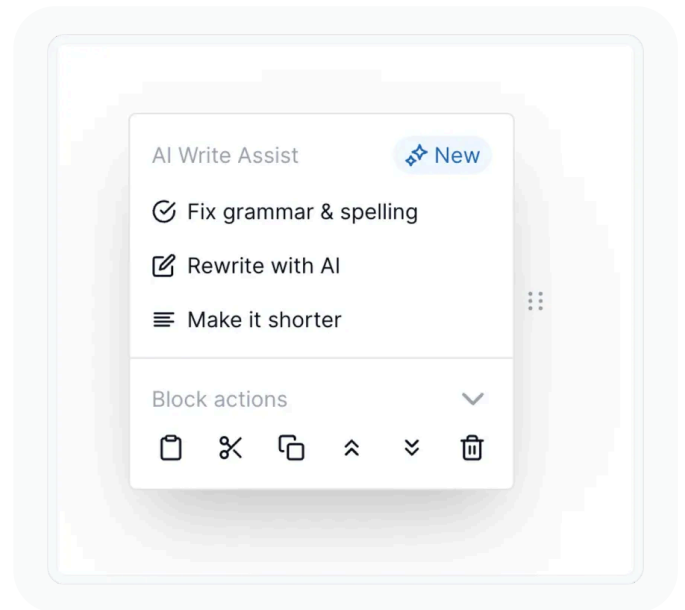 AI Write Assist
New
Fix grammar & spelling
Rewrite with AI
Make it shorter
Block actions